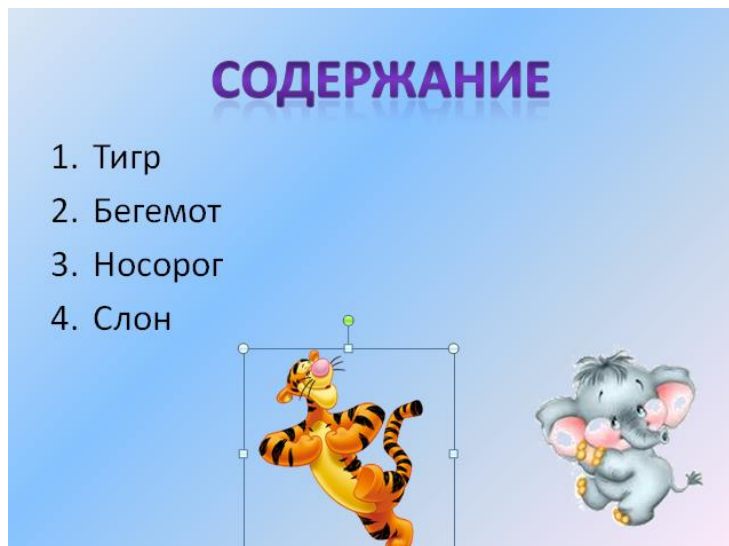 СОДЕРЖАНИЕ
1. Тигр
2. Бегемот
3. Носорог
4. Слон